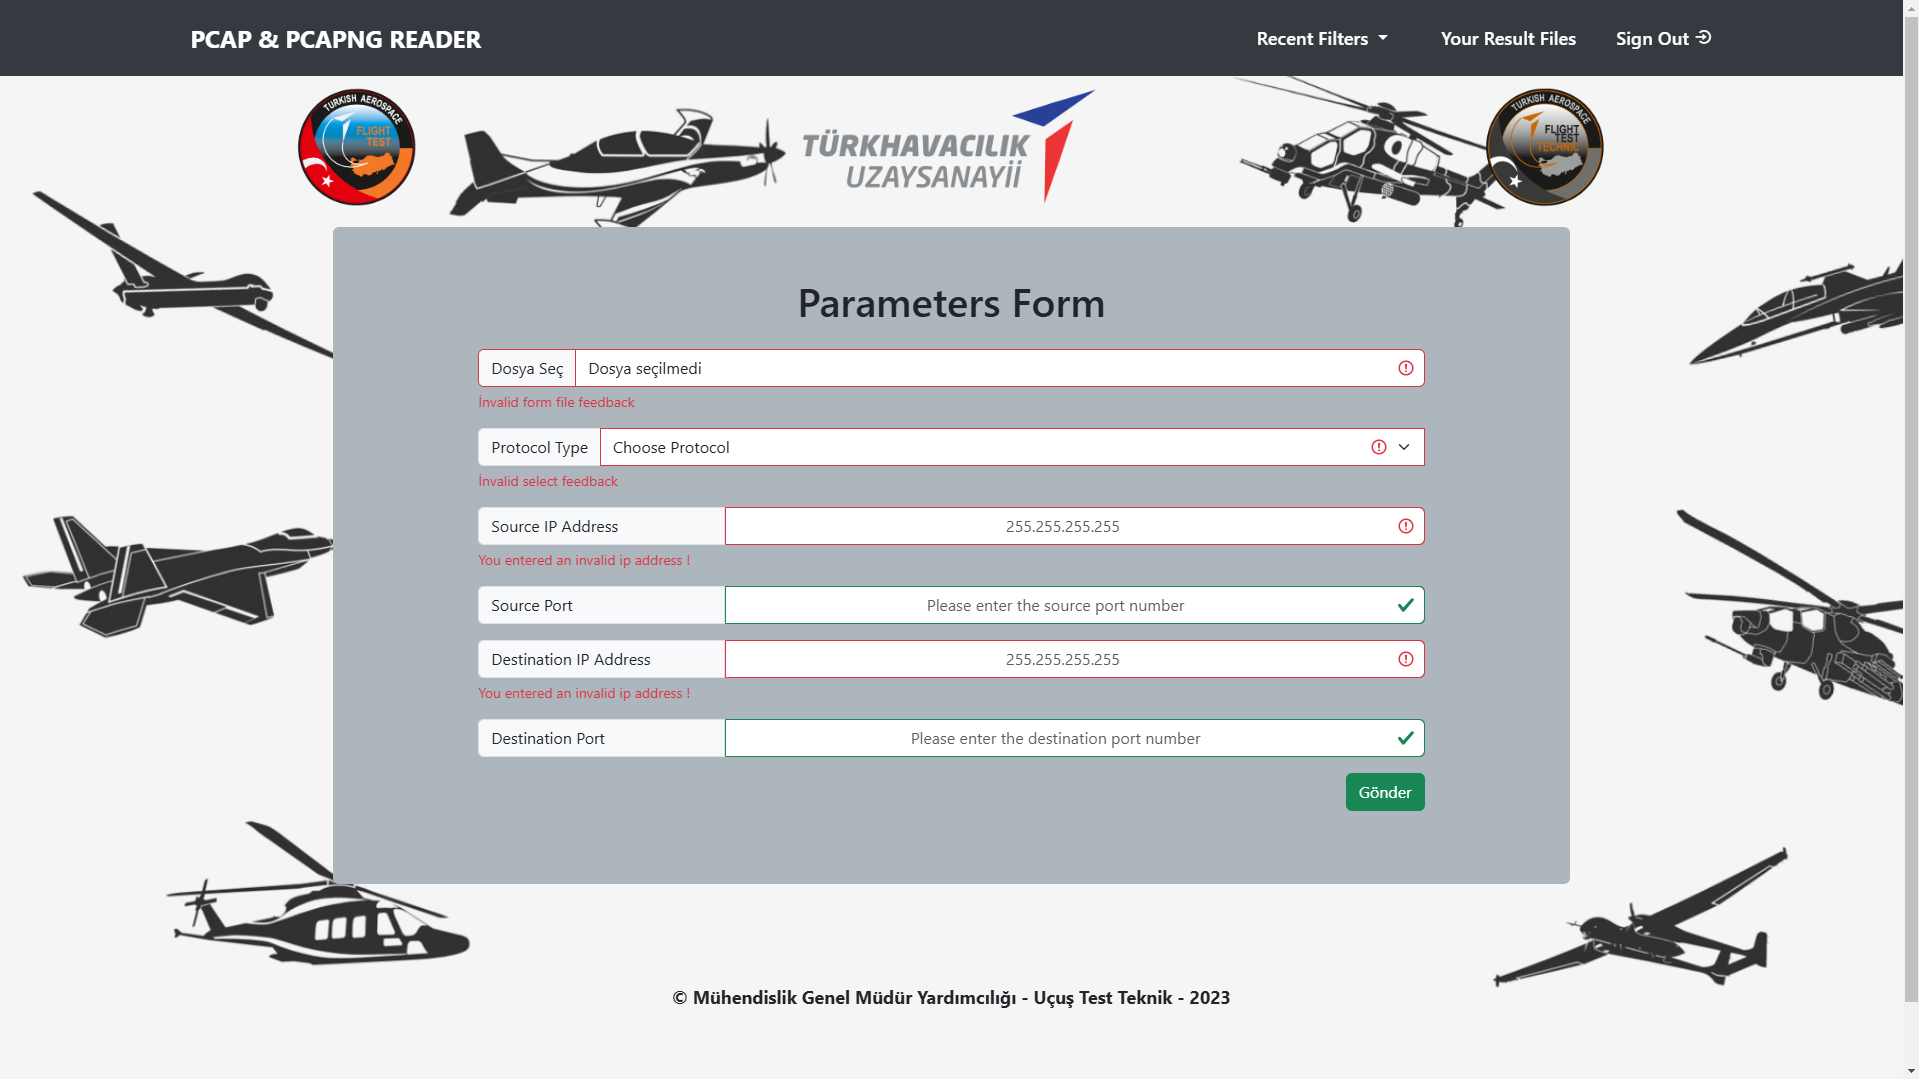 PCAP & PCAPNG READER
Recent Filters
Your Result Files
Sign Out
TURKISH AEROSPACE
FLIGHT
TEST
TÜRKHAVACILIK
UZAYSANAYİİ
TURKISH AEROSPACE
FLIGHT
TEST
TECHNIC
Parameters Form
Dosya Seç
Dosya seçilmedi
İnvalid form file feedback
Protocol Type
Choose Protocol
İnvalid select feedback
Source IP Address
255.255.255.255
You entered an invalid ip address !
Source Port
Please enter the source port number
Destination IP Address
255.255.255.255
You entered an invalid ip address !
Destination Port
Please enter the destination port number
Gönder
© Mühendislik Genel Müdür Yardımcılığı - Uçuş Test Teknik - 2023